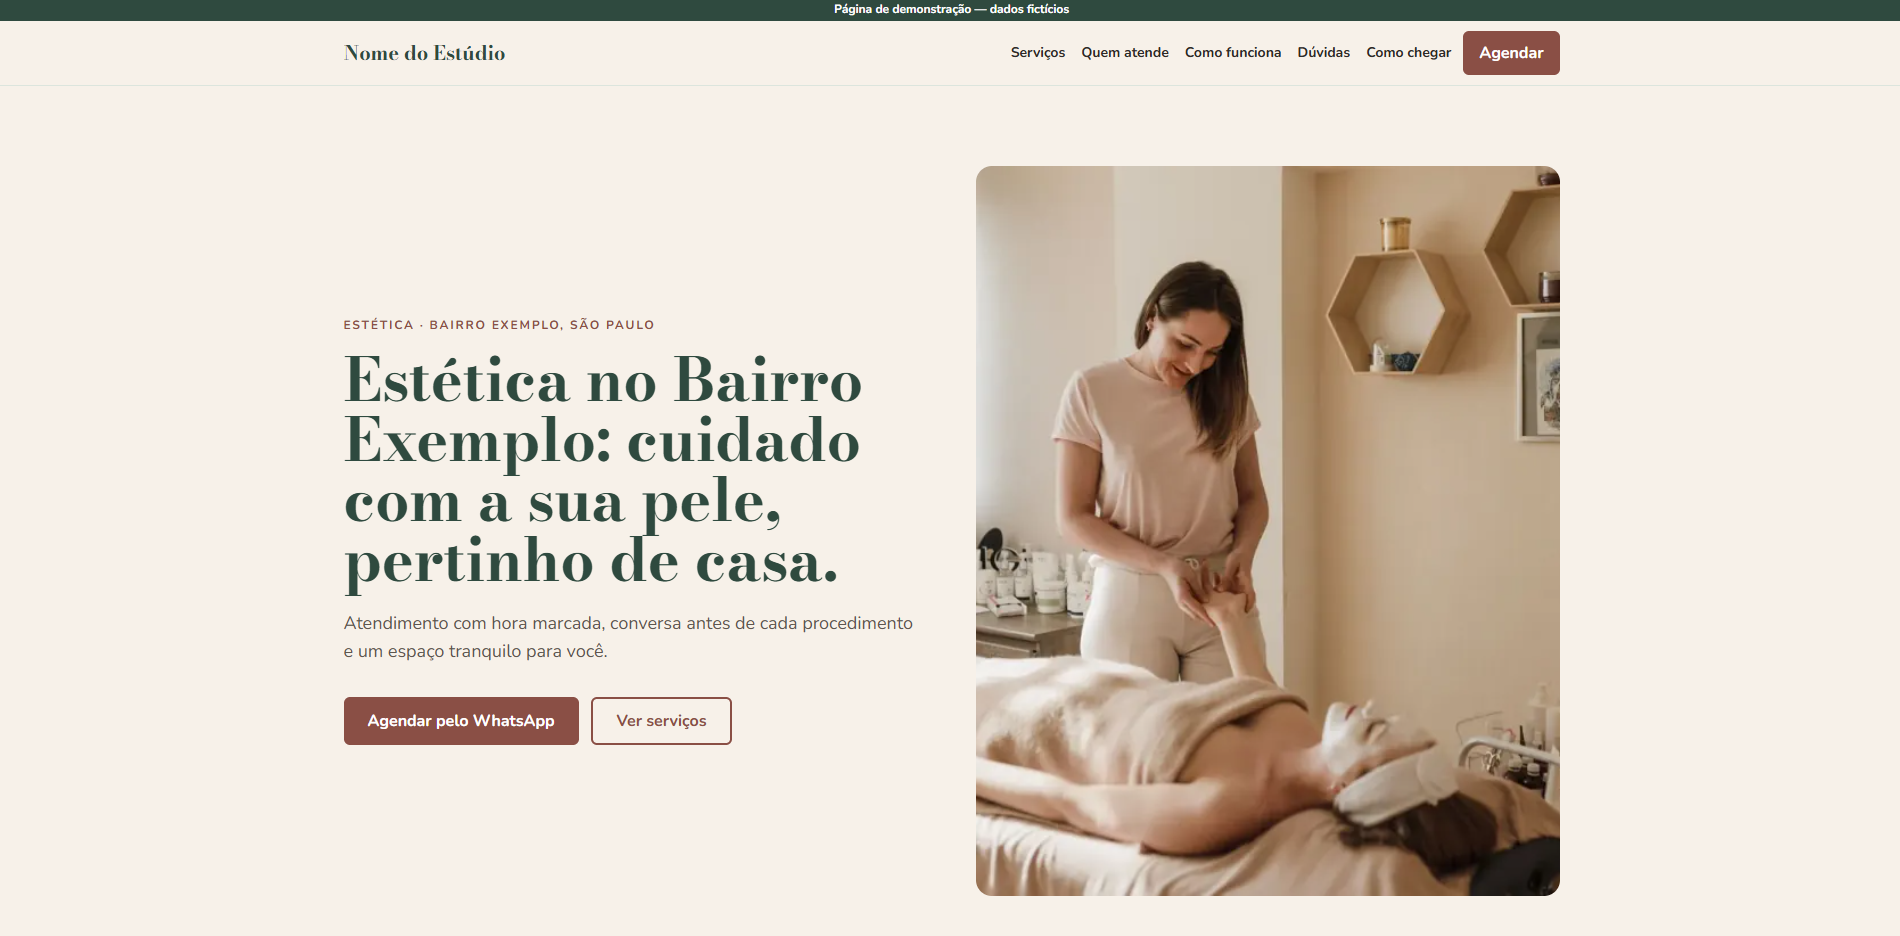 Página de demonstração — dados fictícios
Nome do Estúdio
Serviços
Quem atende
Como funciona
Dúvidas
Como chegar
Agendar
ESTÉTICA · BAIRRO EXEMPLO, SÃO PAULO
Estética no Bairro
Exemplo: cuidado
com a sua pele,
pertinho de casa.
Atendimento com hora marcada, conversa antes de cada procedimento
e um espaço tranquilo para você.
Agendar pelo WhatsApp
Ver serviços